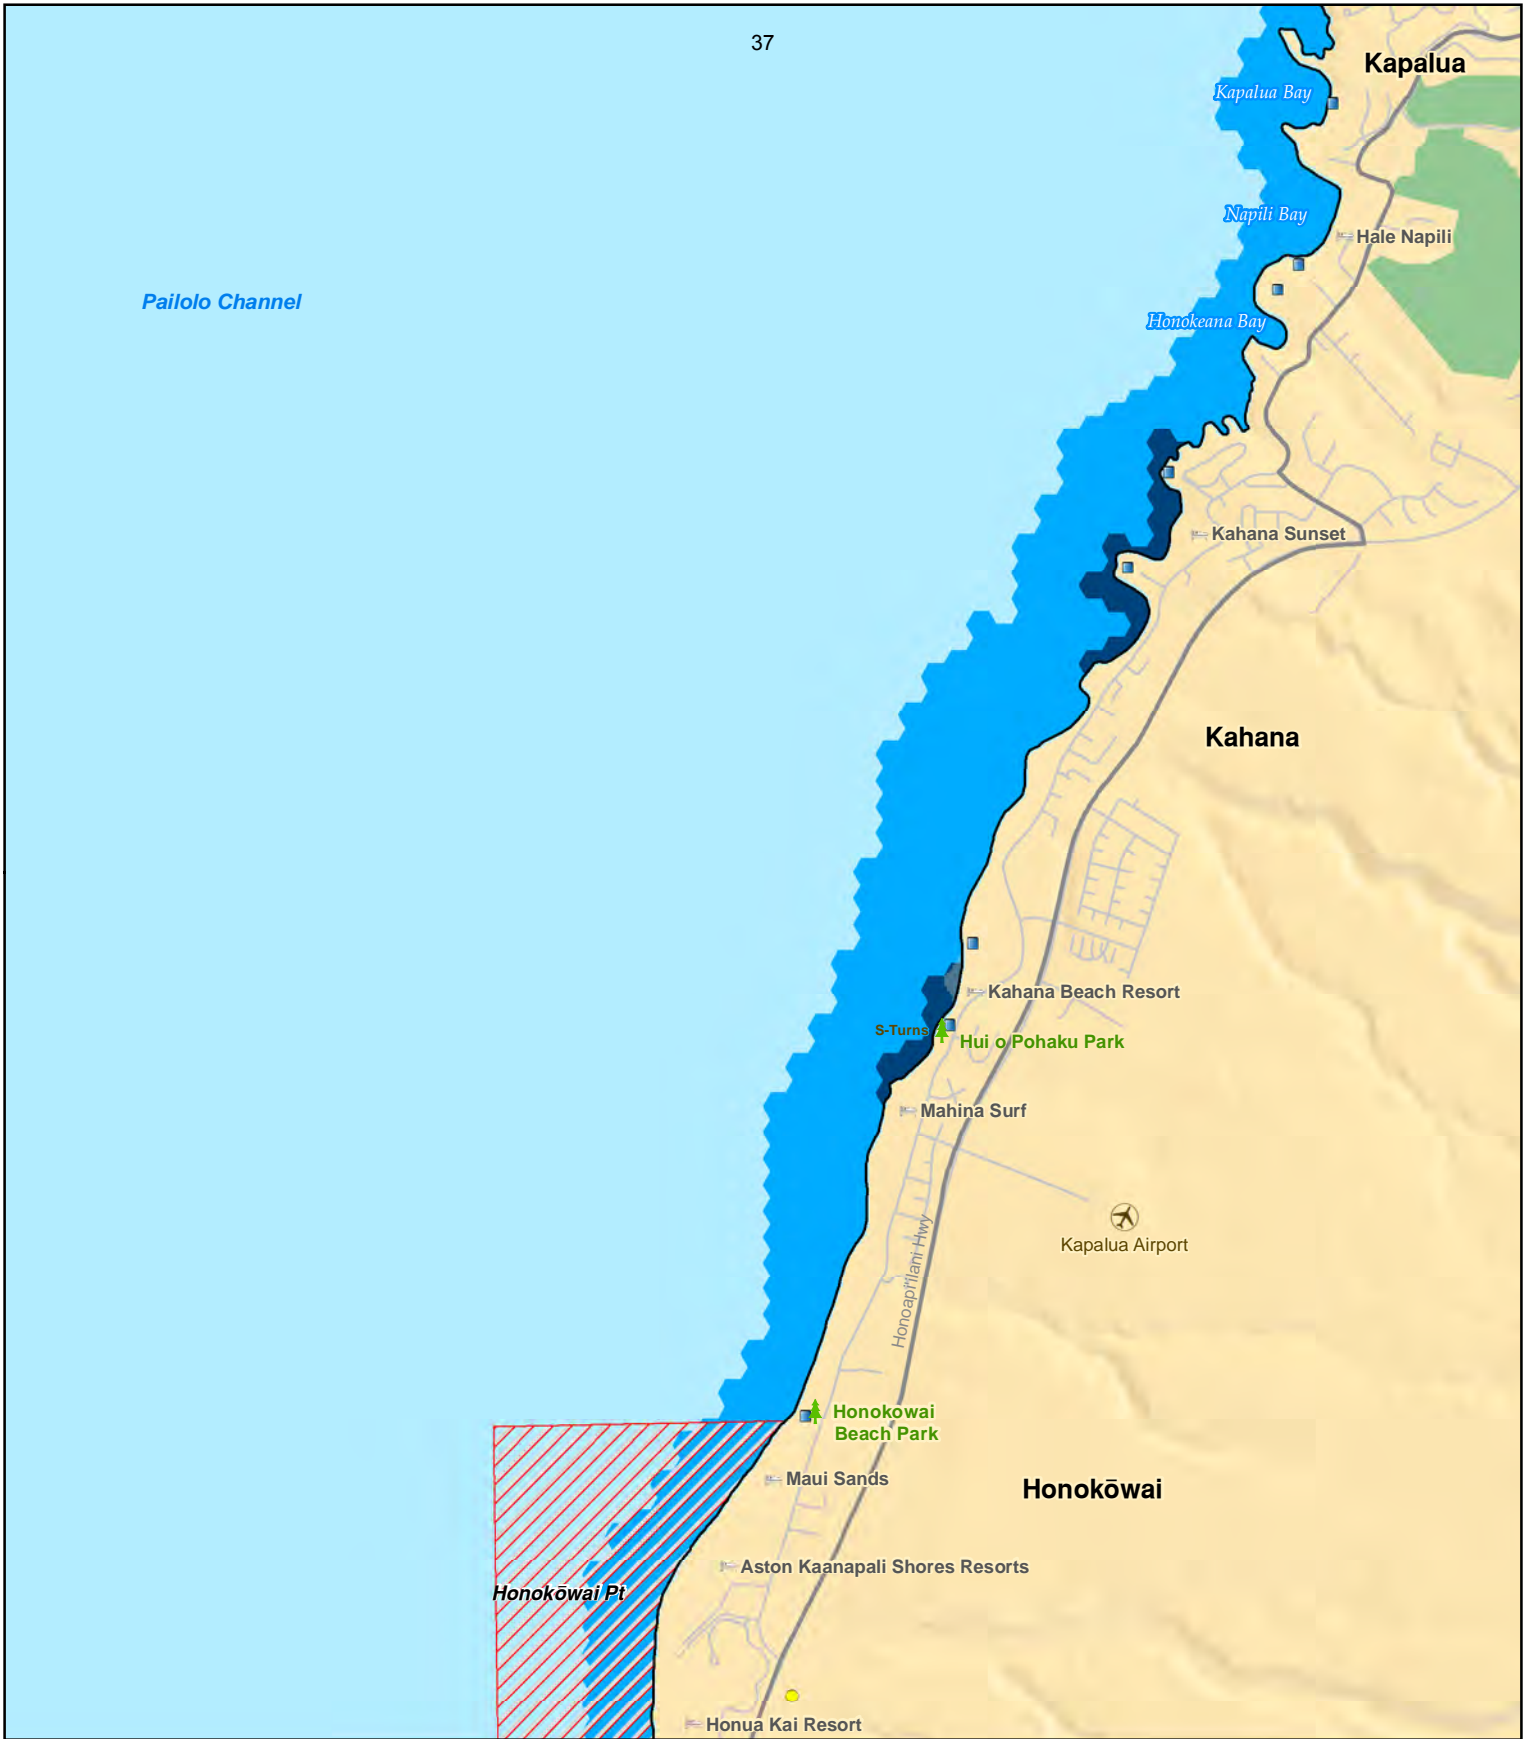 37
Kapalua
Kapalua Bay
Napili Bay
Hale Napili
Pailolo Channel
Honokeana Bay
Kahana Sunset
Kahana
Kahana Beach Resort
S-Turns
Hui o Pohaku Park
Mahina Surf
Kapalua Airport
Honoapi'ilani Hwy
Honokowai
Beach Park
Maui Sands
Honokōwai
Aston Kaanapali Shores Resorts
Honokōwai Pt
Honua Kai Resort